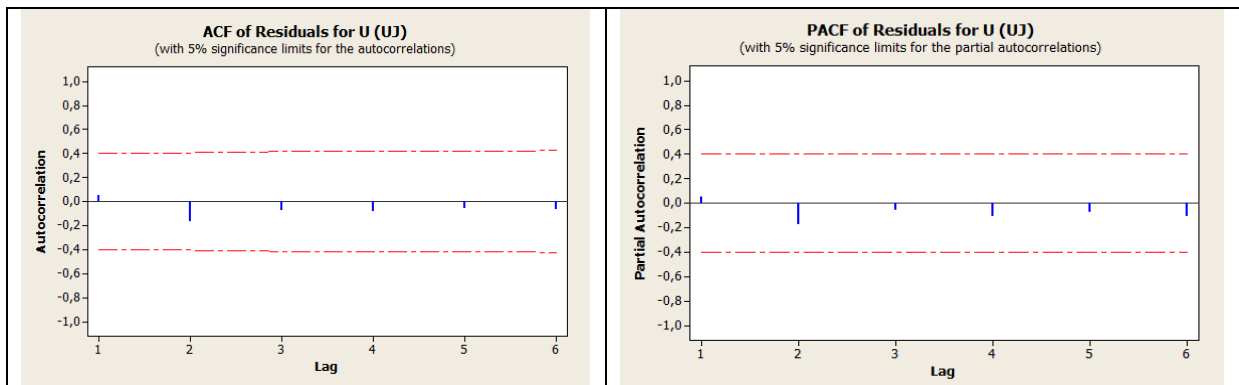 ACF of Residuals for U (UJ)
(with 5% significance limits for the autocorrelations)
Autocorrelation
1,0
0,8
0,6
0,4
0,2
0,0
-0,2
-0,4
-0,6
-0,8
-1,0
1 2 3 4 5 6
Lag
PACF of Residuals for U (UJ)
(with 5% significance limits for the partial autocorrelations)
Partial Autocorrelation
1,0
0,8
0,6
0,4
0,2
0,0
-0,2
-0,4
-0,6
-0,8
-1,0
1 2 3 4 5 6
Lag